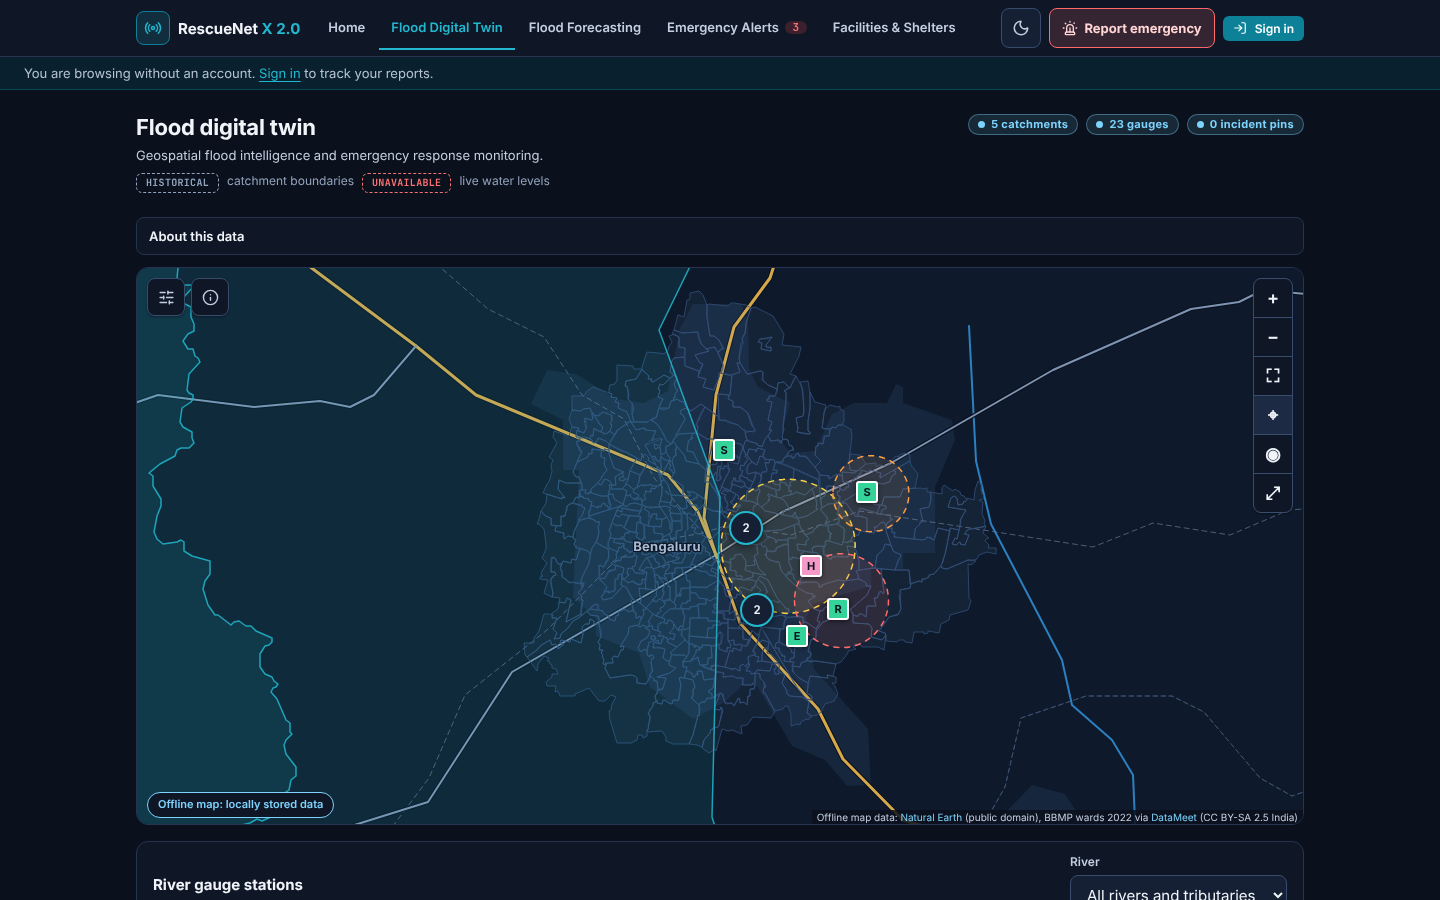 RescueNet X 2.0
Home
Flood Digital Twin
Flood Forecasting
Emergency Alerts 3
Facilities & Shelters
Report emergency
Sign in
You are browsing without an account. Sign in to track your reports.
Flood digital twin
5 catchments
23 gauges
0 incident pins
Geospatial flood intelligence and emergency response monitoring.
HISTORICAL catchment boundaries UNAVAILABLE live water levels
About this data
S
S
2
Bengaluru
H
2
R
E
Offline map: locally stored data
Offline map data: Natural Earth (public domain), BBMP wards 2022 via DataMeet (CC BY-SA 2.5 India)
River
River gauge stations
All rivers and tributaries